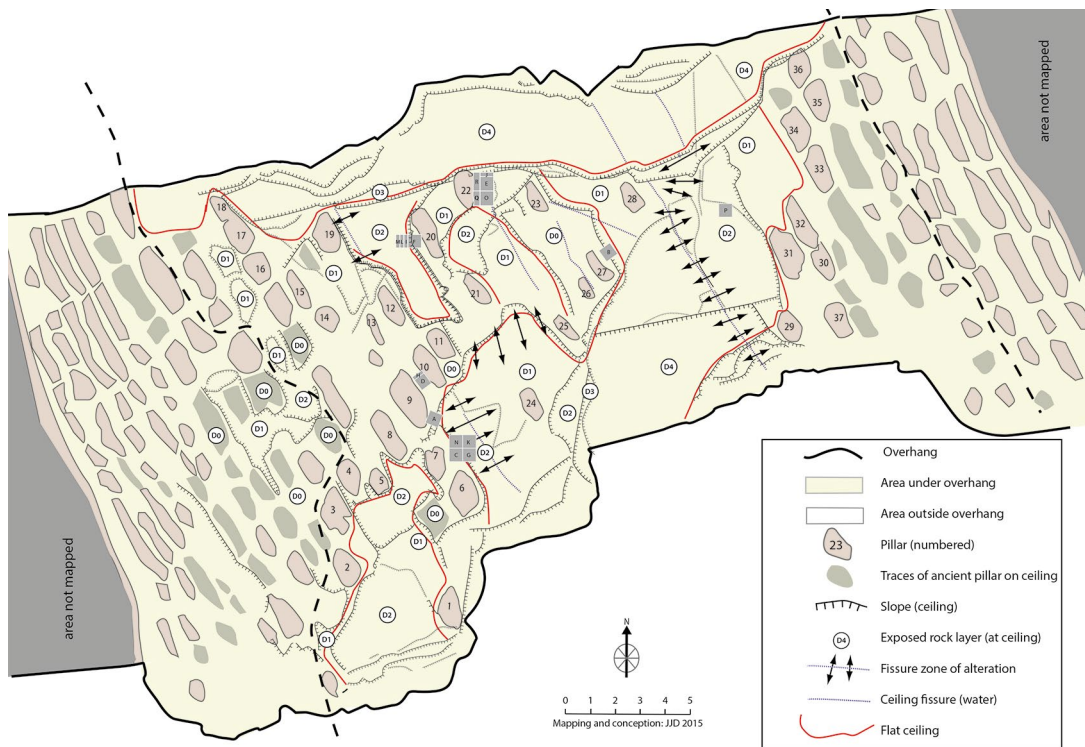 area not mapped
area not mapped
36
D4
35
D4
34
D1
33
22
R
E
Q
O
D3
D1
28
23
18
17
19
D2
D1
20
D2
D0
P
D2
32
D1
16
D1
D1
B
31
30
27
D1
15
21
26
12
14
13
25
29
37
11
D0
D1
D0
10
H
D
D1
D4
D0
D2
9
24
D3
A
D1
D2
D0
D0
8
N
K
C
G
D2
7
4
5
D2
6
D0
3
D0
D1
2
D2
1
D1
N
0 1 2 3 4 5
Mapping and conception: JJD 2015
Overhang
Area under overhang
Area outside overhang
23
Pillar (numbered)
Traces of ancient pillar on ceiling
Slope (ceiling)
D4
Exposed rock layer (at ceiling)
Fissure zone of alteration
Ceiling fissure (water)
Flat ceiling